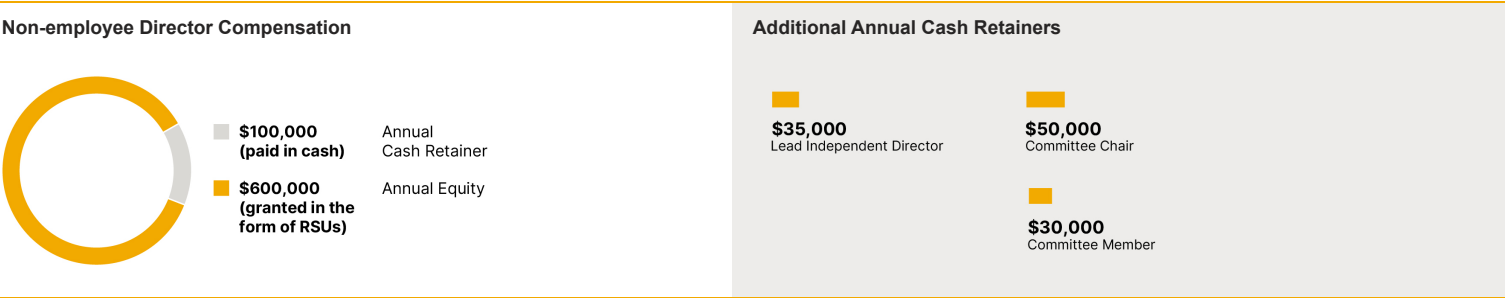 Non-employee Director Compensation
$100,000
(paid in cash)
Annual
Cash Retainer
$600,000
(granted in the
form of RSUs)
Annual Equity
Additional Annual Cash Retainers
$35,000
Lead Independent Director
$50,000
Committee Chair
$30,000
Committee Member